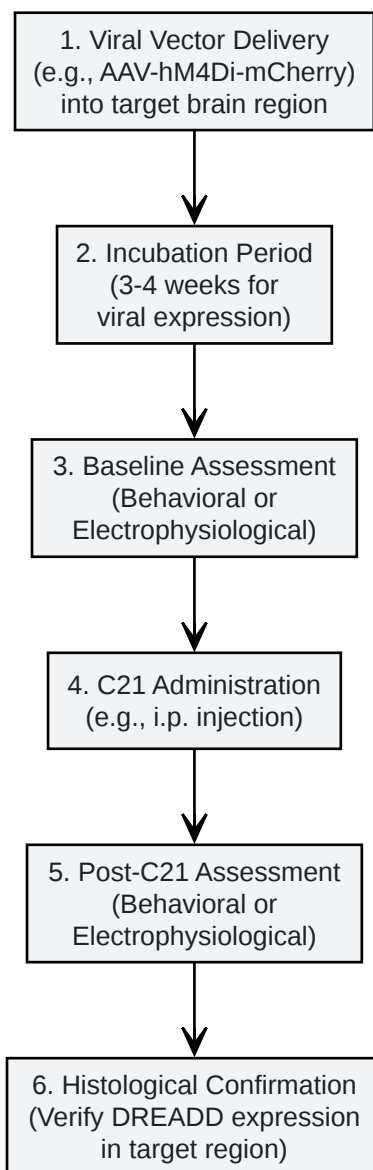 1. Viral Vector Delivery
(e.g., AAV-hM4Di-mCherry)
into target brain region
2. Incubation Period
(3-4 weeks for
viral expression)
3. Baseline Assessment
(Behavioral or
Electrophysiological)
4. C21 Administration
(e.g., i.p. injection)
5. Post-C21 Assessment
(Behavioral or
Electrophysiological)
6. Histological Confirmation
(Verify DREADD expression
in target region)